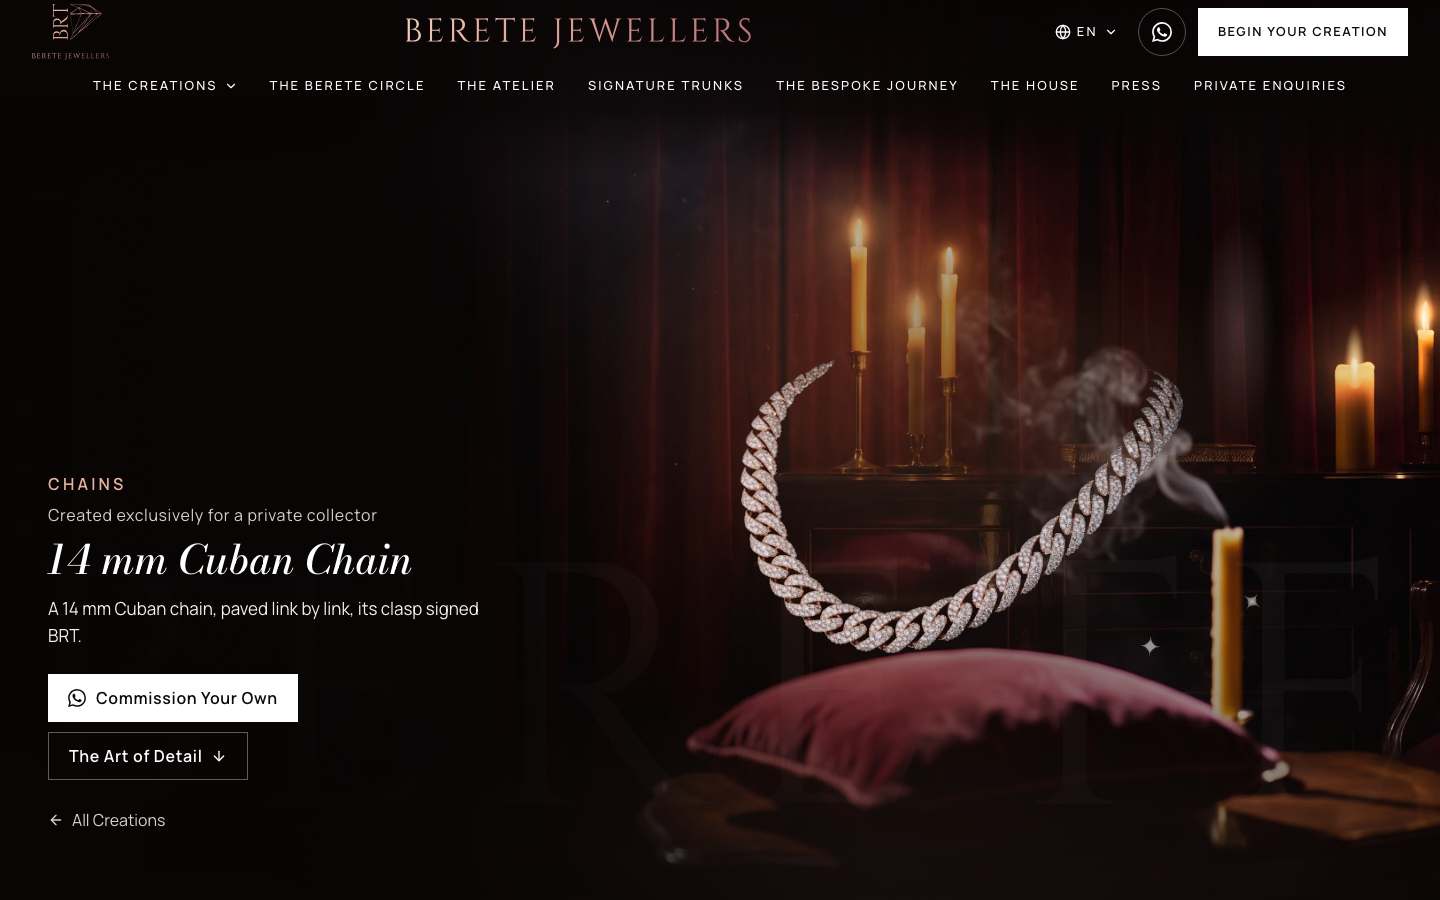 BRT
BERETE JEWELLERS
BERETE JEWELLERS
EN
BEGIN YOUR CREATION
THE CREATIONS
THE BERETE CIRCLE
THE ATELIER
SIGNATURE TRUNKS
THE BESPOKE JOURNEY
THE HOUSE
PRESS
PRIVATE ENQUIRIES
CHAINS
Created exclusively for a private collector
14 mm Cuban Chain
A 14 mm Cuban chain, paved link by link, its clasp signed
BRT.
Commission Your Own
The Art of Detail
All Creations